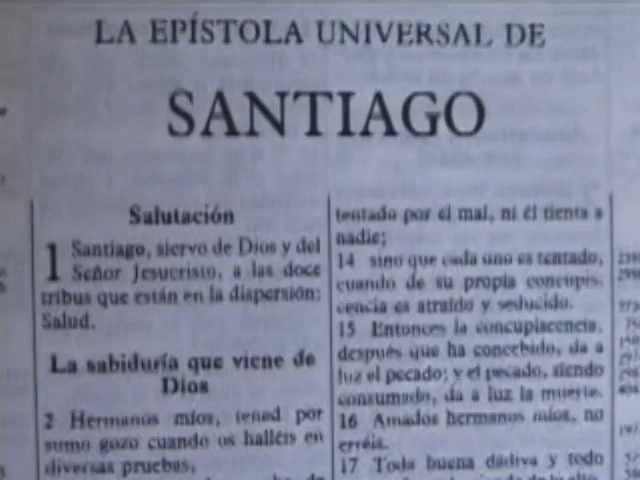 LA EPÍSTOLA UNIVERSAL DE
SANTIAGO
Salutación
1 Santiago, siervo de Dios y del
Señor Jesucristo, a las doce
tribus que están en la dispersión:
Salud.
La sabiduría que viene de
Dios
2 Hermanos míos, tened por
sumo gozo cuando os halléis en
diversas pruebas,
tentado por el mal, ni él tienta a
nadie;
14 sino que cada uno es tentado,
cuando de su propia concupis-
cencia es atraído y seducido.
15 Entonces la concupiscencia,
después que ha concebido, da a
luz el pecado; y el pecado, siendo
consumado, da a luz la muerte.
16 Amados hermanos míos, no
erréis.
17 Toda buena dádiva y todo